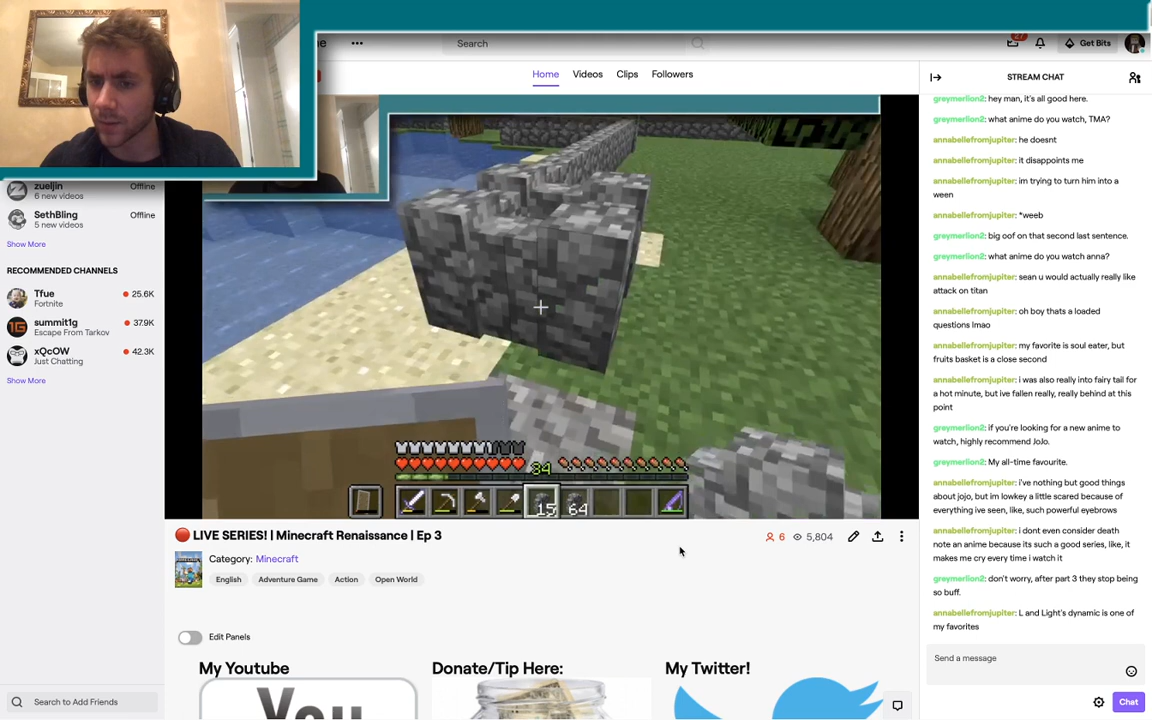 Search
27
Get Bits
Home Videos Clips Followers
STREAM CHAT
zueljin Offline
6 new videos
SethBling Offline
5 new videos
Show More
RECOMMENDED CHANNELS
Tfue 25.6K
Fortnite
summit1g 37.9K
Escape From Tarkov
xQcOW 42.3K
Just Chatting
Show More
Search to Add Friends
34
15 64
LIVE SERIES! | Minecraft Renaissance | Ep 3
6 5,804
Category: Minecraft
English Adventure Game Action Open World
Edit Panels
My Youtube Donate/Tip Here: My Twitter!
You
greymerlion2: hey man, it's all good here.
greymerlion2: what anime do you watch, TMA?
annabellefromjupiter: he doesnt
annabellefromjupiter: it disappoints
me
annabellefromjupiter: im trying to turn him into a
ween
annabellefromjupiter: *weeb
greymerlion2: big oof on that second last sentence.
greymerlion2: what anime do you watch anna?
annabellefromjupiter: sean u would actually really like
attack on titan
annabellefromjupiter: oh boy thats a loaded
questions lmao
annabellefromjupiter: my favorite is soul eater, but
fruits basket is a close second
annabellefromjupiter: i was also really into fairy tail for
a hot minute, but ive fallen really, really behind at this
point
greymerlion2: if you're looking for a new anime to
watch, highly recommend JoJo.
greymerlion2: My all-time favourite.
annabellefromjupiter: i've nothing but good things
about jojo, but im lowkey a little scared because of
everything ive seen, like, such powerful eyebrows
annabellefromjupiter: i dont even consider death
note an anime because its such a good series, like, it
makes me cry every time i watch it
greymerlion2: don't worry, after part 3 they stop being
so buff.
annabellefromjupiter: L and Light's dynamic is one of
my favorites
Send a message
Chat